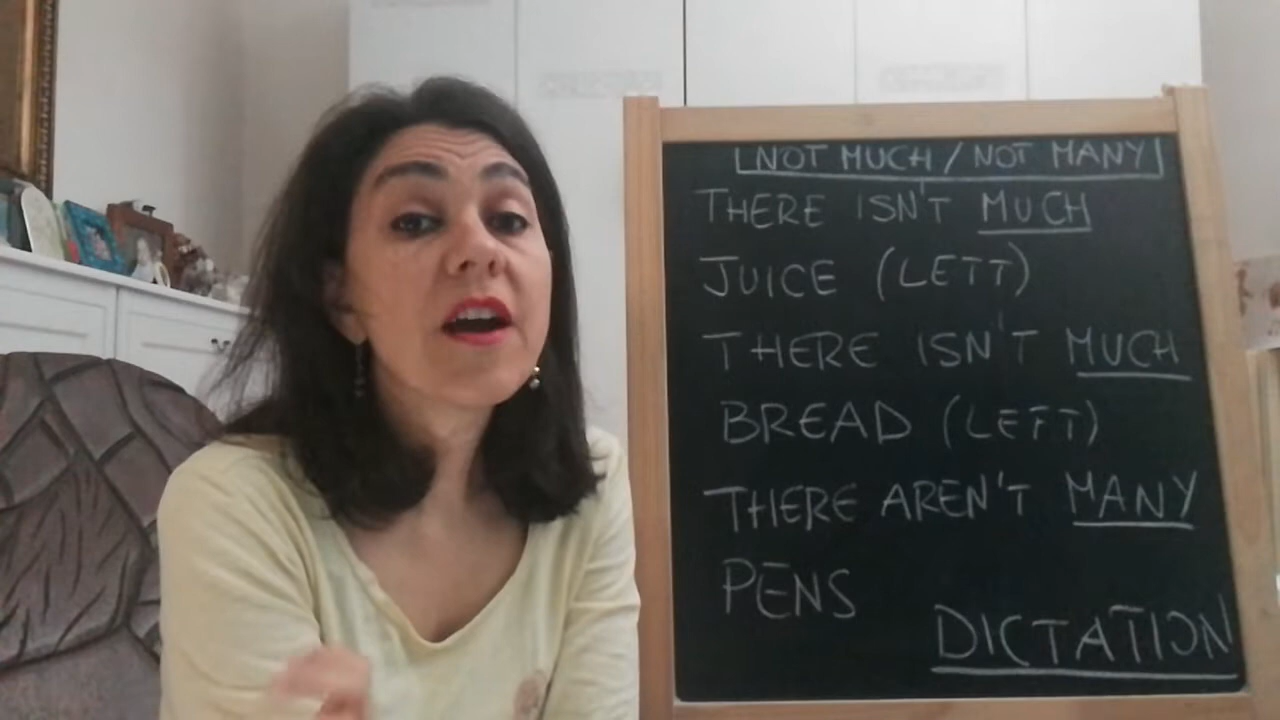 NOT MUCH / NOT MANY
THERE ISN'T MUCH
JUICE (LEFT)
THERE ISN'T MUCH
BREAD (LEFT)
THERE AREN'T MANY
PENS
DICTATION